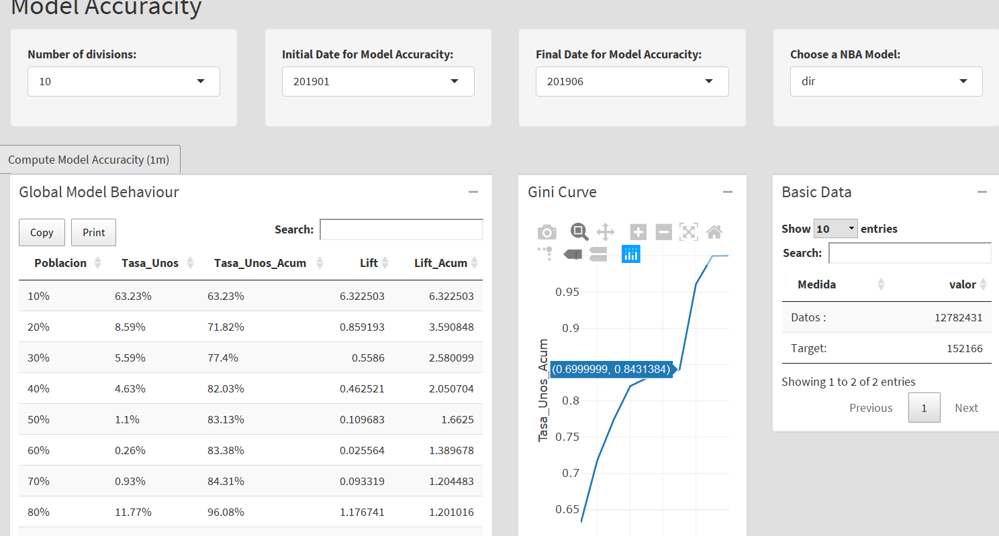 Model Accuracity
Number of divisions:
10
Initial Date for Model Accuracity:
201901
Final Date for Model Accuracity:
201906
Choose a NBA Model:
dir
Compute Model Accuracity (1m)
Global Model Behaviour
Copy
Print
Search:
Poblacion Tasa_Unos Tasa_Unos_Acum Lift Lift_Acum
10% 63.23% 63.23% 6.322503 6.322503
20% 8.59% 71.82% 0.859193 3.590848
30% 5.59% 77.4% 0.5586 2.580099
40% 4.63% 82.03% 0.462521 2.050704
50% 1.1% 83.13% 0.109683 1.6625
60% 0.26% 83.38% 0.025564 1.389678
70% 0.93% 84.31% 0.093319 1.204483
80% 11.77% 96.08% 1.176741 1.201016
Gini Curve
1
0.95
0.9
(0.6999999, 0.8431384)
0.8
0.75
0.7
0.65
Tasa_Unos_Acum
Basic Data
Show 10 entries
Search:
Medida valor
Datos : 12782431
Target: 152166
Showing 1 to 2 of 2 entries
Previous 1 Next